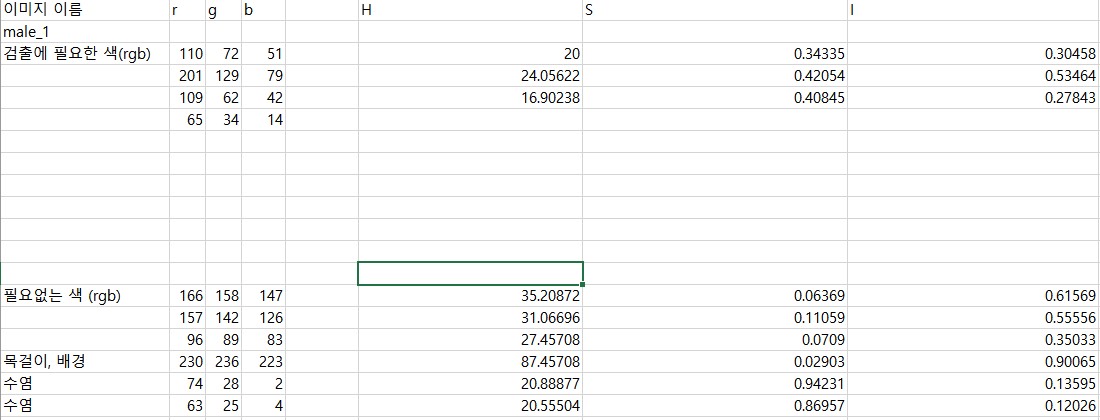 이미지 이름 r g b H S I
male_1
검출에 필요한 색(rgb) 110 72 51 20 0.34335 0.30458
201 129 79 24.05622 0.42054 0.53464
109 62 42 16.90238 0.40845 0.27843
65 34 14
필요없는 색 (rgb) 166 158 147 35.20872 0.06369 0.61569
157 142 126 31.06696 0.11059 0.55556
96 89 83 27.45708 0.0709 0.35033
목걸이, 배경 230 236 223 87.45708 0.02903 0.90065
수염 74 28 2 20.88877 0.94231 0.13595
수염 63 25 4 20.55504 0.86957 0.12026